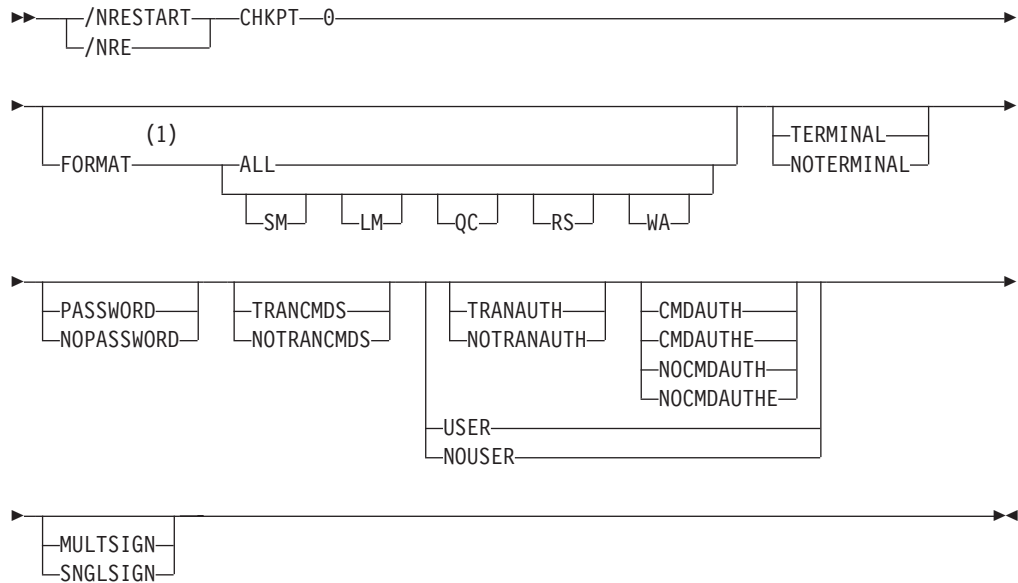 /NRESTART CHKPT 0
/NRE
(1)
FORMAT ALL
SM LM QC RS WA
TERMINAL
NOTERMINAL
PASSWORD TRANCMDS TRANAUTH CMDAUTH
NOPASSWORD NOTRANCMDS NOTRANAUTH CMDAUTHE
NOCMDAUTH
NOCMDAUTHE
USER
NOUSER
MULTSIGN
SNGLSIGN